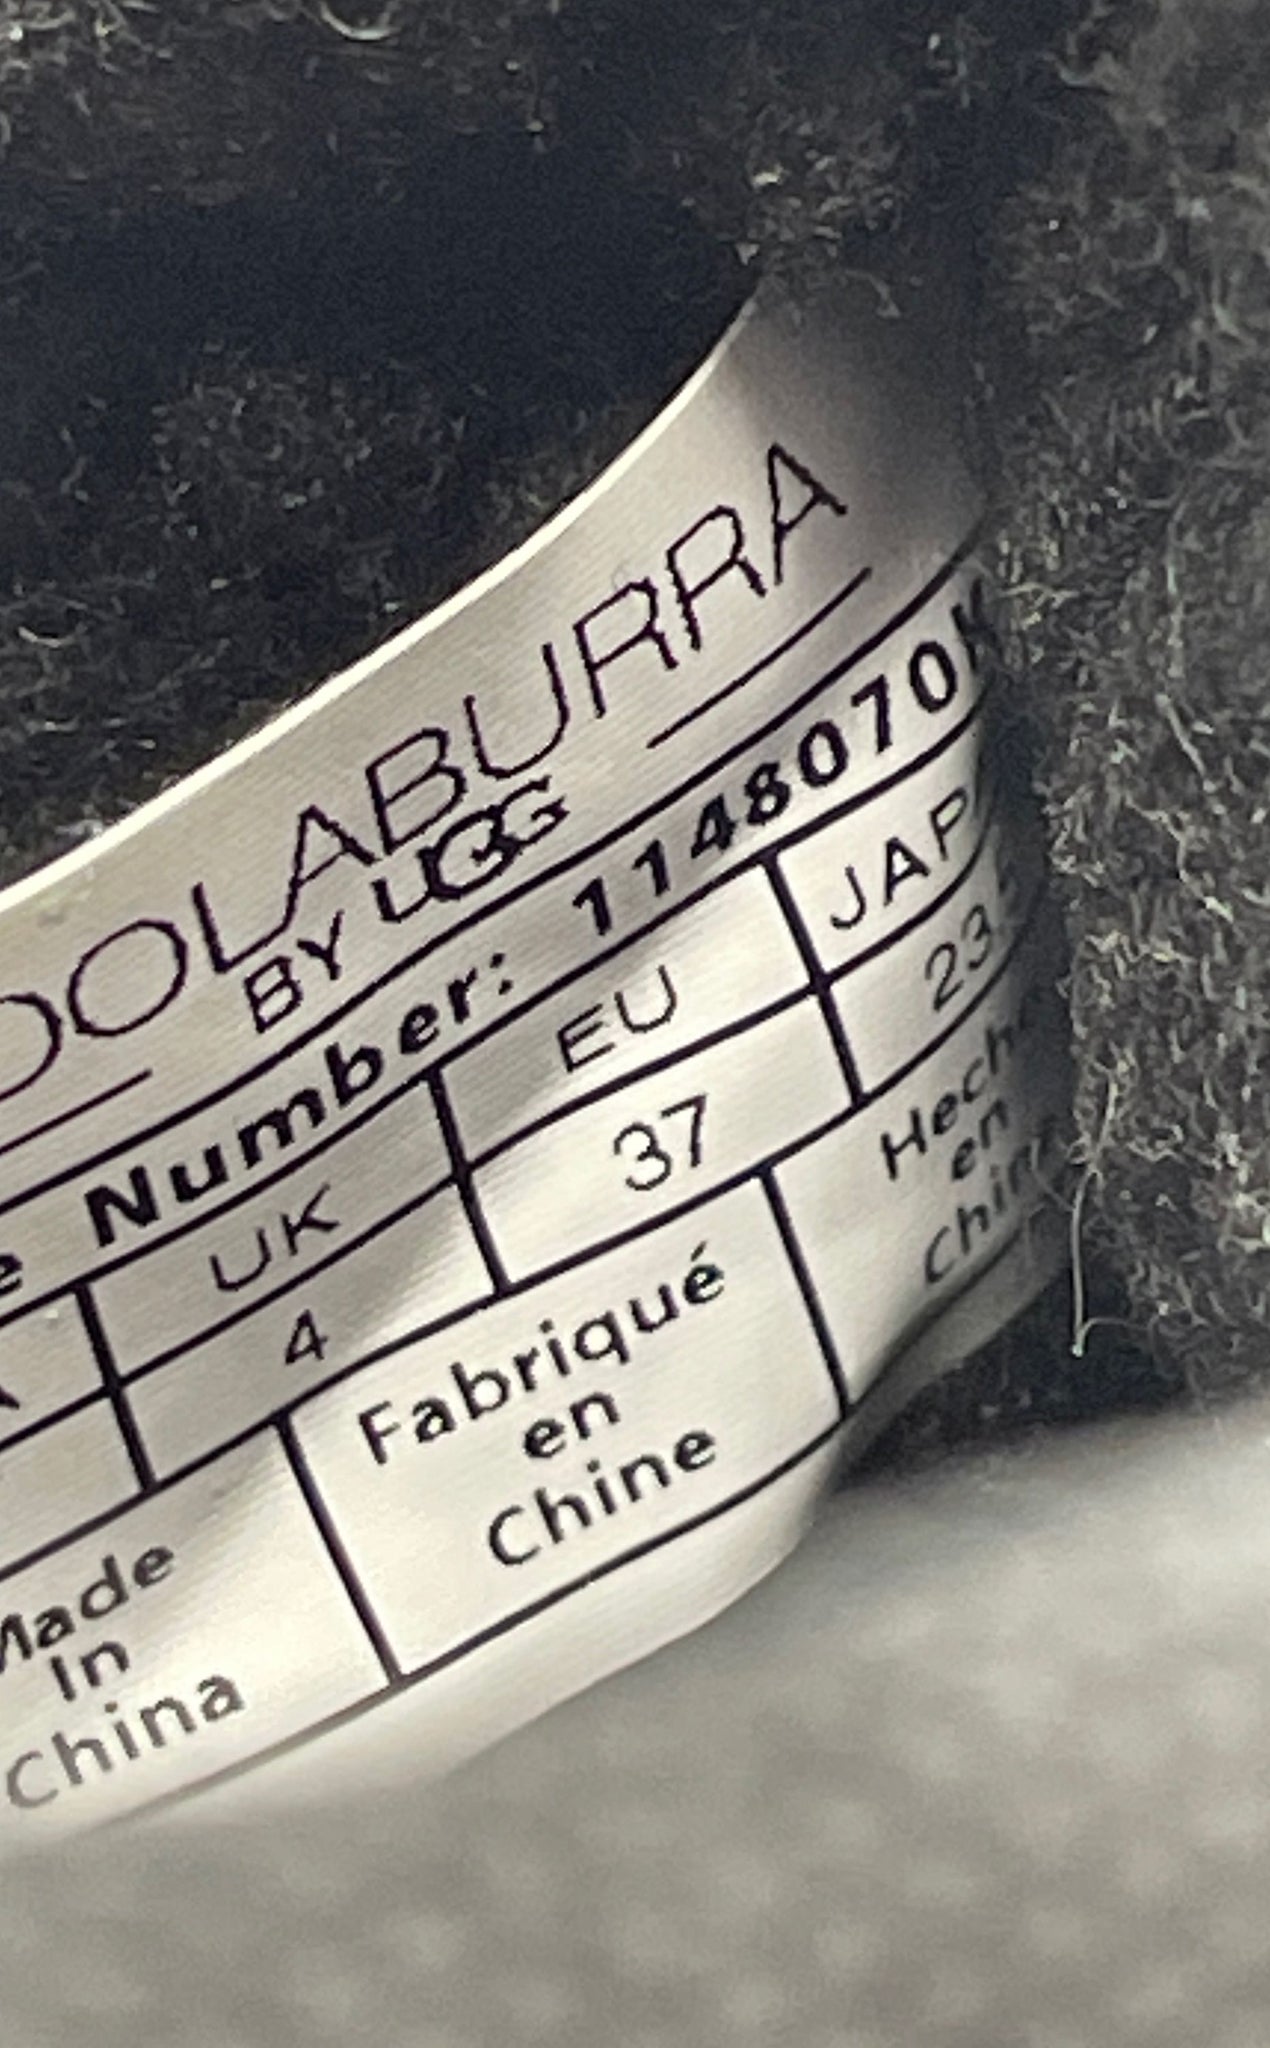 OOLABURRA
BY UGG
e Number: 1148070K
UK EU JAP
4 37 23
Made
In
China
Fabriqué
en
Chine
Hech
en
Chin